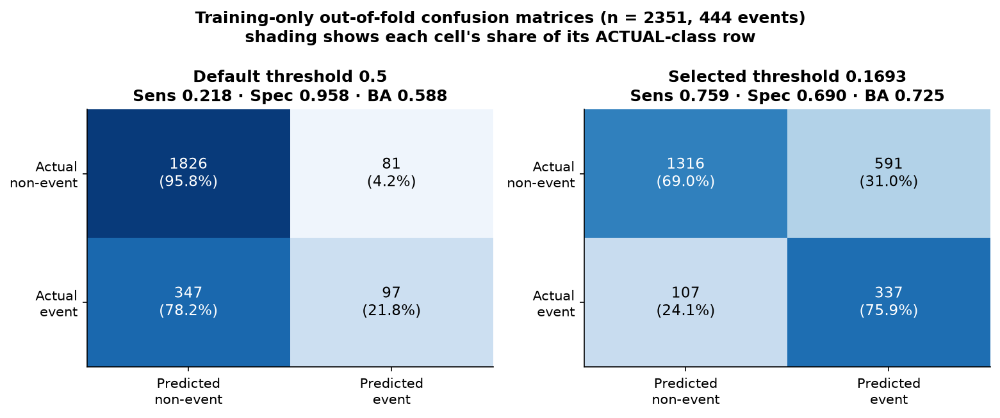 Training-only out-of-fold confusion matrices (n = 2351, 444 events)
shading shows each cell's share of its ACTUAL-class row
Default threshold 0.5
Sens 0.218 · Spec 0.958 · BA 0.588
Actual
non-event
1826
(95.8%)
81
(4.2%)
Actual
event
347
(78.2%)
97
(21.8%)
Predicted
non-event
Predicted
event
Selected threshold 0.1693
Sens 0.759 · Spec 0.690 · BA 0.725
Actual
non-event
1316
(69.0%)
591
(31.0%)
Actual
event
107
(24.1%)
337
(75.9%)
Predicted
non-event
Predicted
event